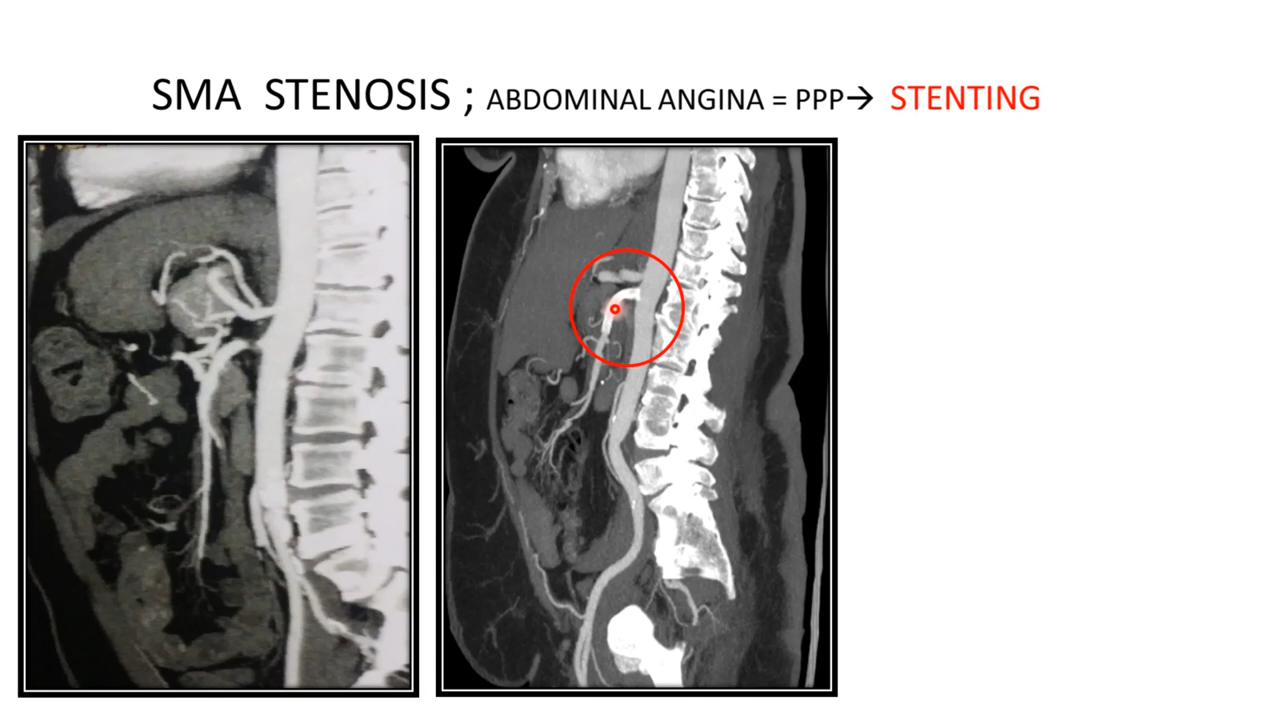 SMA STENOSIS ; ABDOMINAL ANGINA = PPP→ STENTING